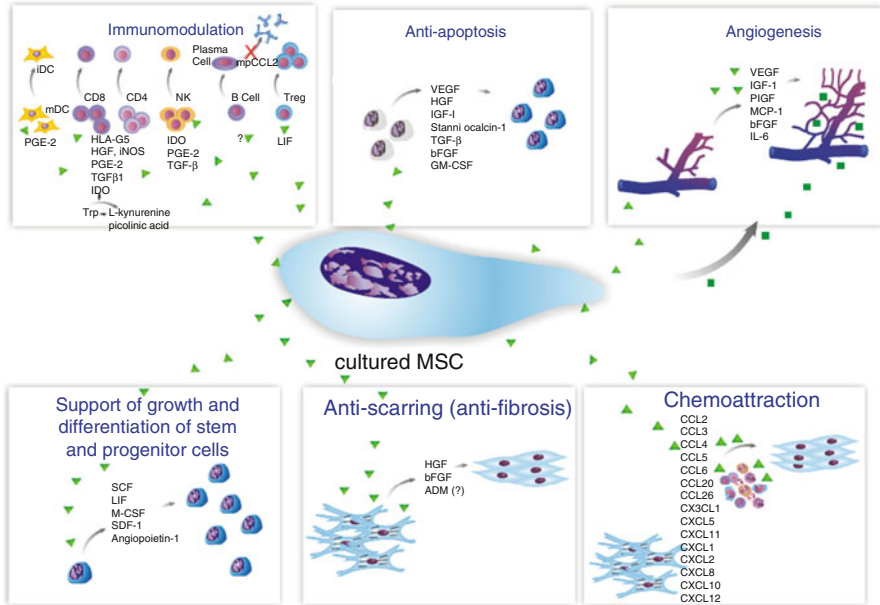 Immunomodulation
Plasma
Cell
mpCCL2
iDC
mDC
CD8
CD4
NK
B Cell
Treg
PGE-2
HLA-G5
HGF, iNOS
PGE-2
TGFβ1
IDO
Trp
L-kynurenine
picolinic acid
IDO
PGE-2
TGF-β
?
LIF
Anti-apoptosis
VEGF
HGF
IGF-I
Stanni ocalcin-1
TGF-β
bFGF
GM-CSF
Angiogenesis
VEGF
IGF-1
PIGF
MCP-1
bFGF
IL-6
cultured MSC
Support of growth and
differentiation of stem
and progenitor cells
SCF
LIF
M-CSF
SDF-1
Angiopoietin-1
Anti-scarring (anti-fibrosis)
HGF
bFGF
ADM (?)
Chemoattraction
CCL2
CCL3
CCL4
CCL5
CCL6
CCL20
CCL26
CX3CL1
CXCL5
CXCL11
CXCL1
CXCL2
CXCL8
CXCL10
CXCL12